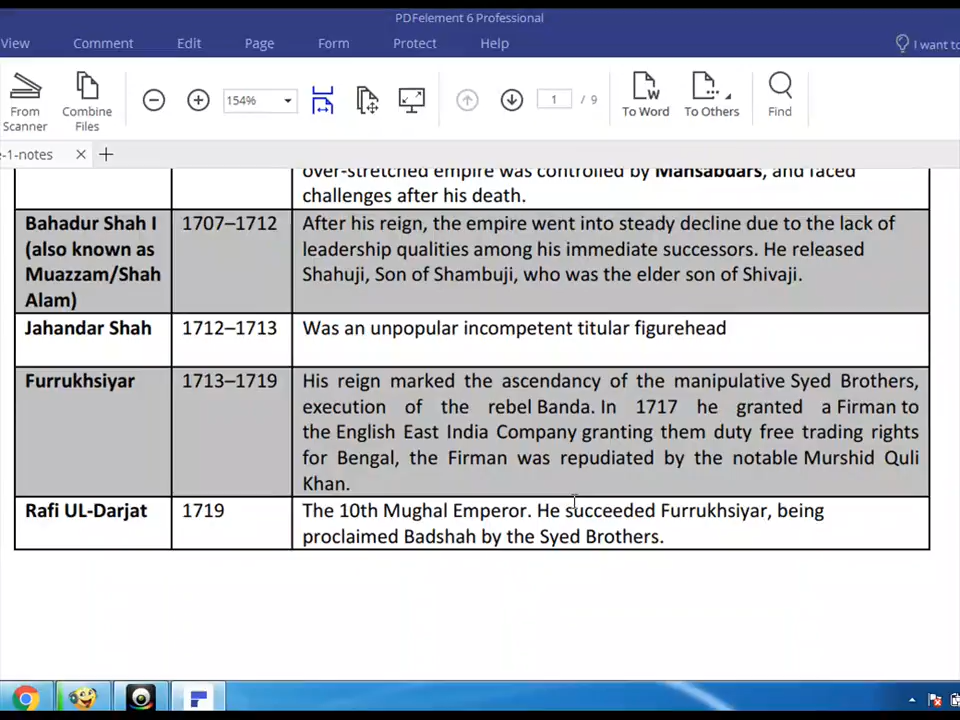 PDFelement 6 Professional
View Comment Edit Page Form Protect Help I want to
From Scanner
Combine Files
154%
1 / 9
To Word
To Others
Find
e-1-notes
over-stretched empire was controlled by Mansabdars, and faced
challenges after his death.
Bahadur Shah I
(also known as
Muazzam/Shah
Alam)
1707–1712
After his reign, the empire went into steady decline due to the lack of
leadership qualities among his immediate successors. He released
Shahuji, Son of Shambuji, who was the elder son of Shivaji.
Jahandar Shah
1712–1713
Was an unpopular incompetent titular figurehead
Furrukhsiyar
1713–1719
His reign marked the ascendancy of the manipulative Syed Brothers,
execution of the rebel Banda. In 1717 he granted a Firman to
the English East India Company granting them duty free trading rights
for Bengal, the Firman was repudiated by the notable Murshid Quli
Khan.
Rafi UL-Darjat
1719
The 10th Mughal Emperor. He succeeded Furrukhsiyar, being
proclaimed Badshah by the Syed Brothers.